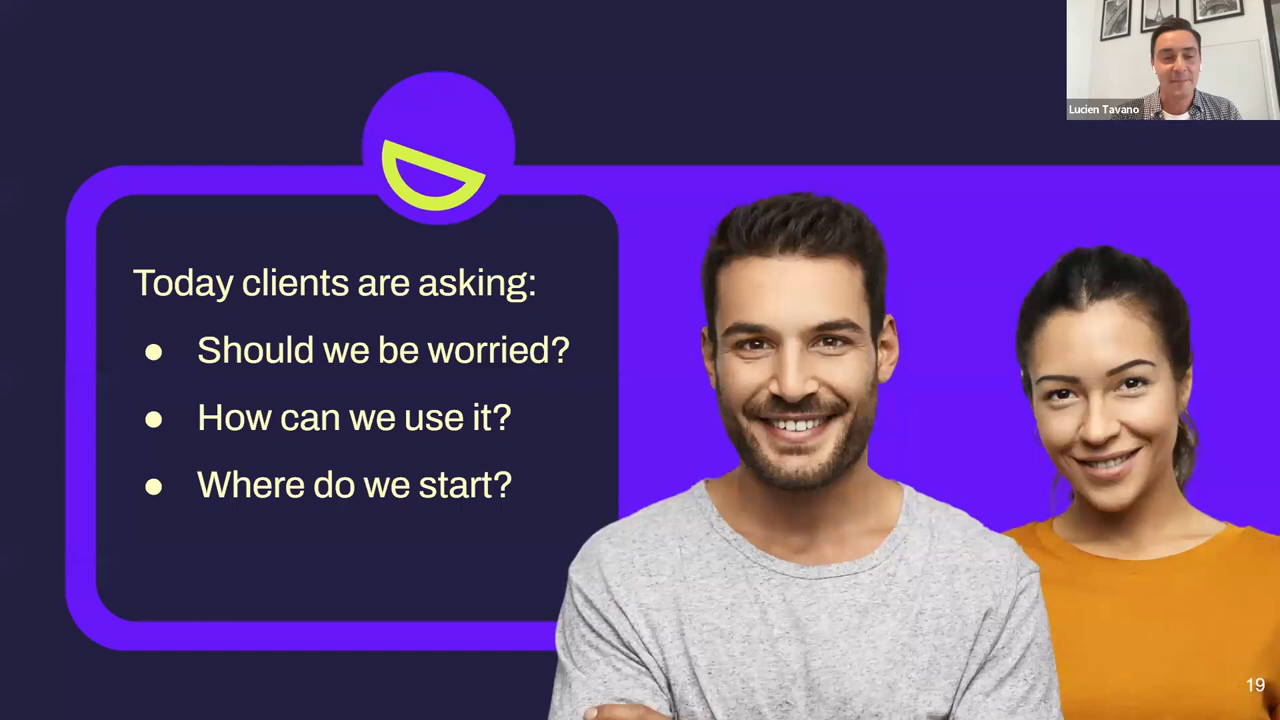 Lucien Tavano
Today clients are asking:
● Should we be worried?
● How can we use it?
● Where do we start?
19